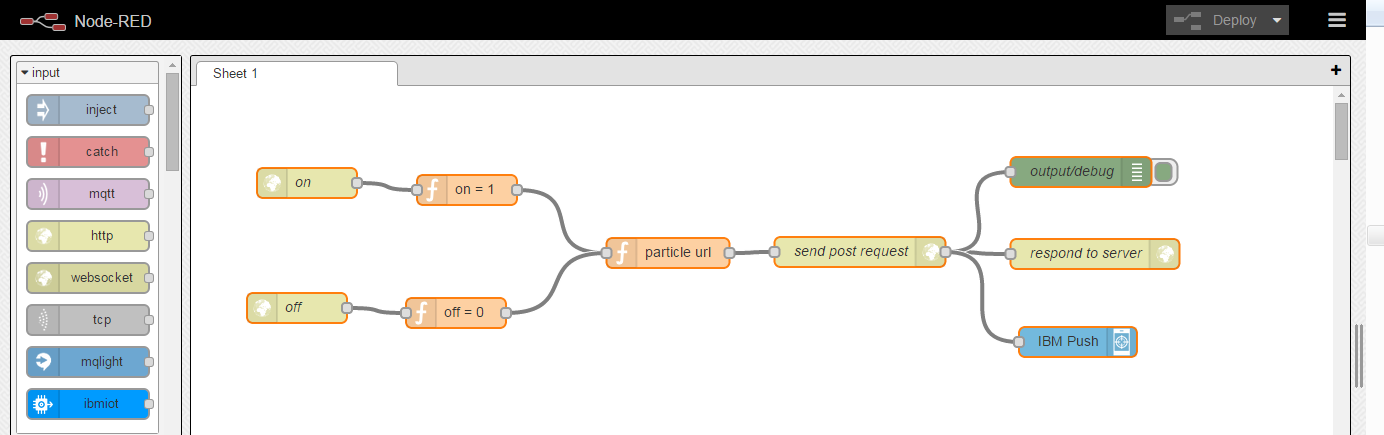 Node-RED
Deploy
input
Sheet 1
+
inject
catch
mqtt
http
websocket
tcp
mqlight
ibmiot
on
on = 1
off
off = 0
particle url
send post request
output/debug
respond to server
IBM Push